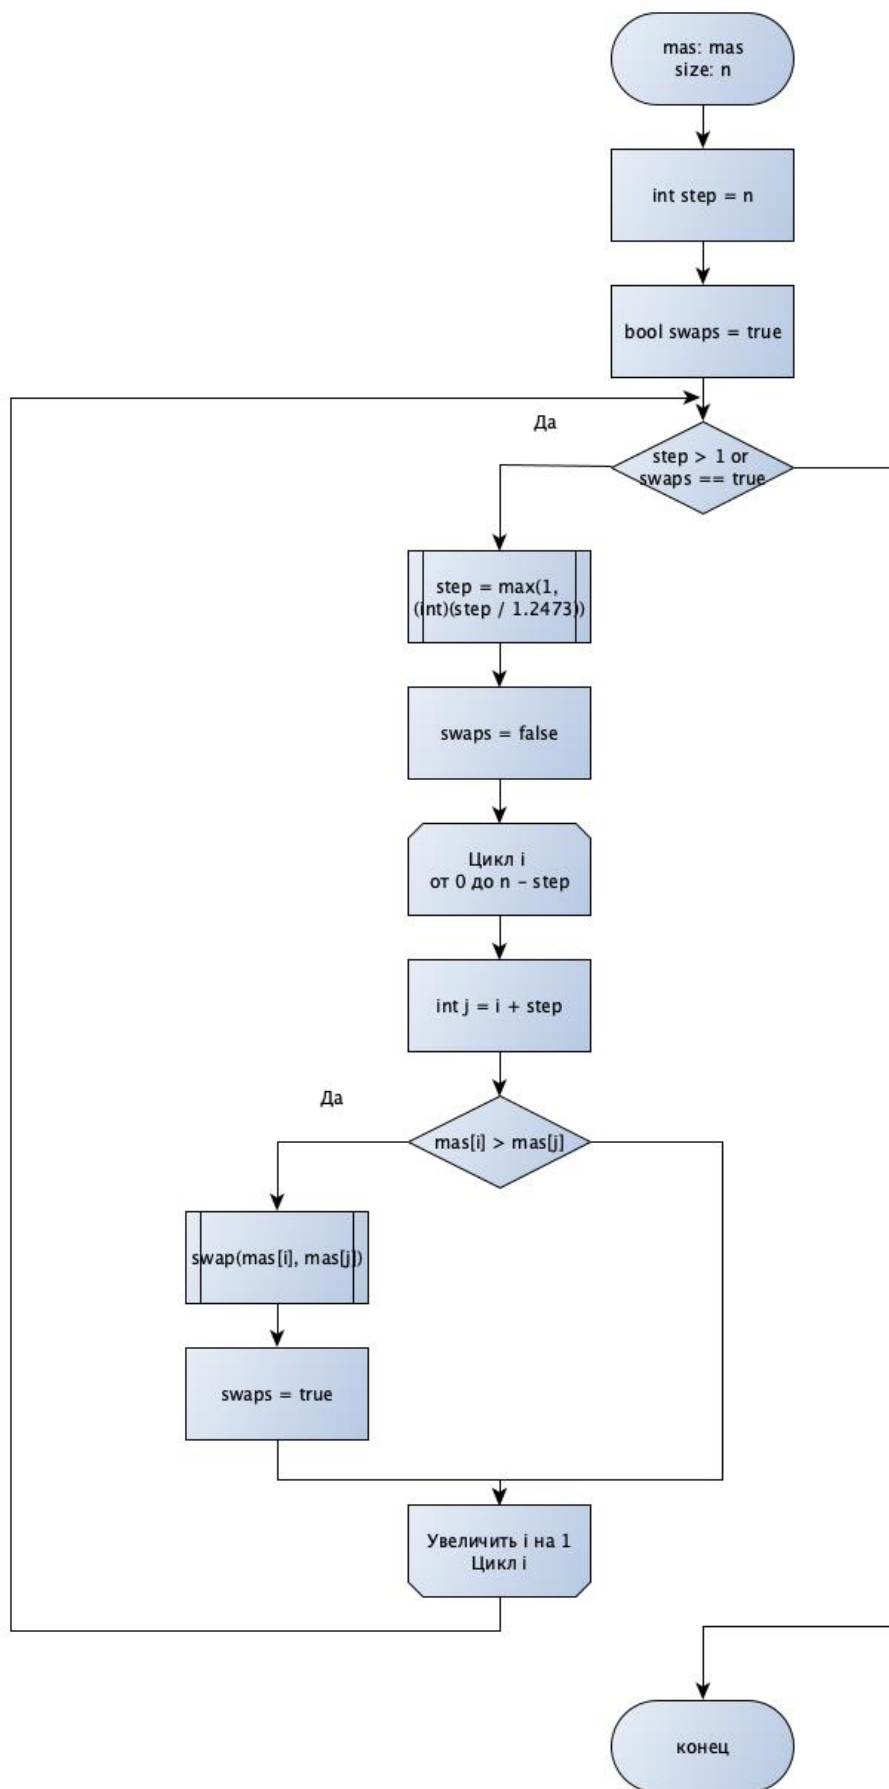 mas: mas
size: n
int step = n
bool swaps = true
Да
step > 1 or
swaps == true
step = max(1,
(int)(step / 1.2473))
swaps = false
Цикл i
от 0 до n – step
int j = i + step
Да
mas[i] > mas[j]
swap(mas[i], mas[j])
swaps = true
Увеличить i на 1
Цикл i
конец